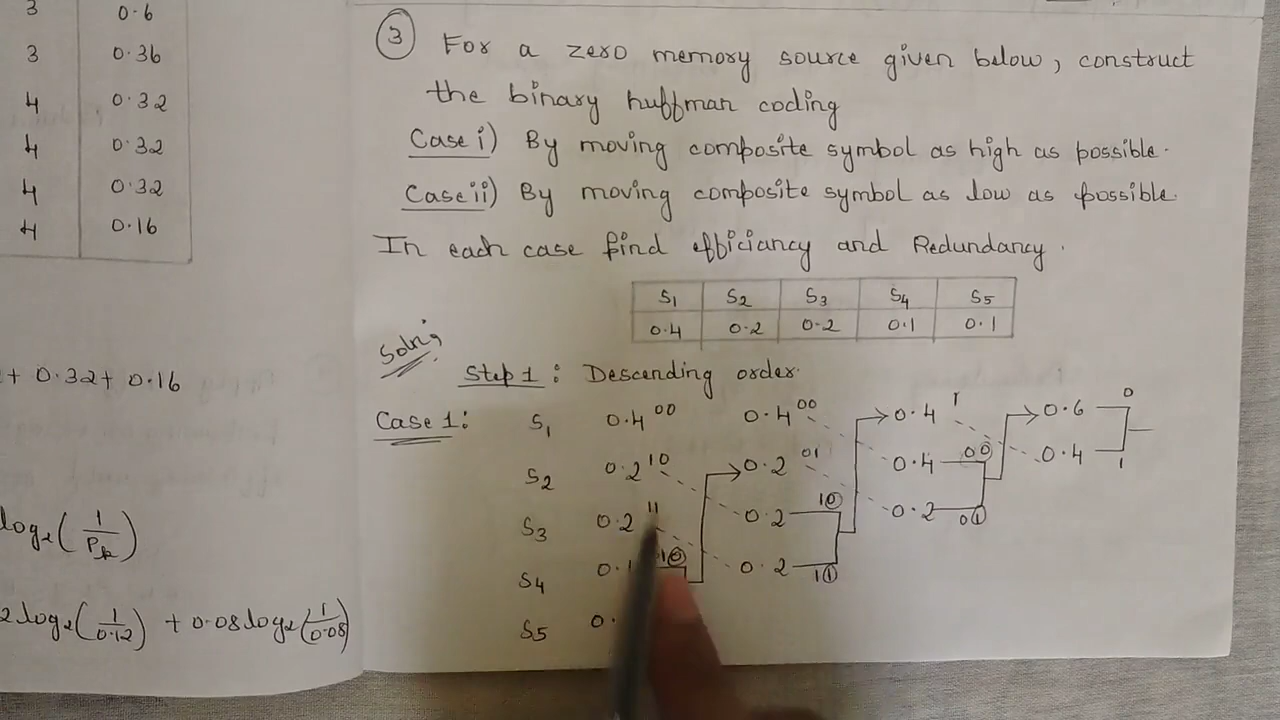 3 0.6
3 0.36
4 0.32
4 0.32
4 0.32
4 0.16
+ 0.32 + 0.16
log₂(1/Pk)
2 log₂(1/0.12) + 0.08 log₂(1/0.08)
③ For a zero memory source given below, construct
the binary huffman coding
Case i) By moving composite symbol as high as possible.
Case ii) By moving composite symbol as low as possible.
In each case find efficiancy and Redundancy.
S₁ S₂ S₃ S₄ S₅
0.4 0.2 0.2 0.1 0.1
Soln;
Step 1: Descending order.
Case 1: S₁ 0.4 00 0.4 00 0.4 1 0.6 0
S₂ 0.2 10 0.2 01 0.4 00 0.4 1
S₃ 0.2 11 0.2 10 0.2 01
S₄ 0.1 0.2 11
S₅ 0.